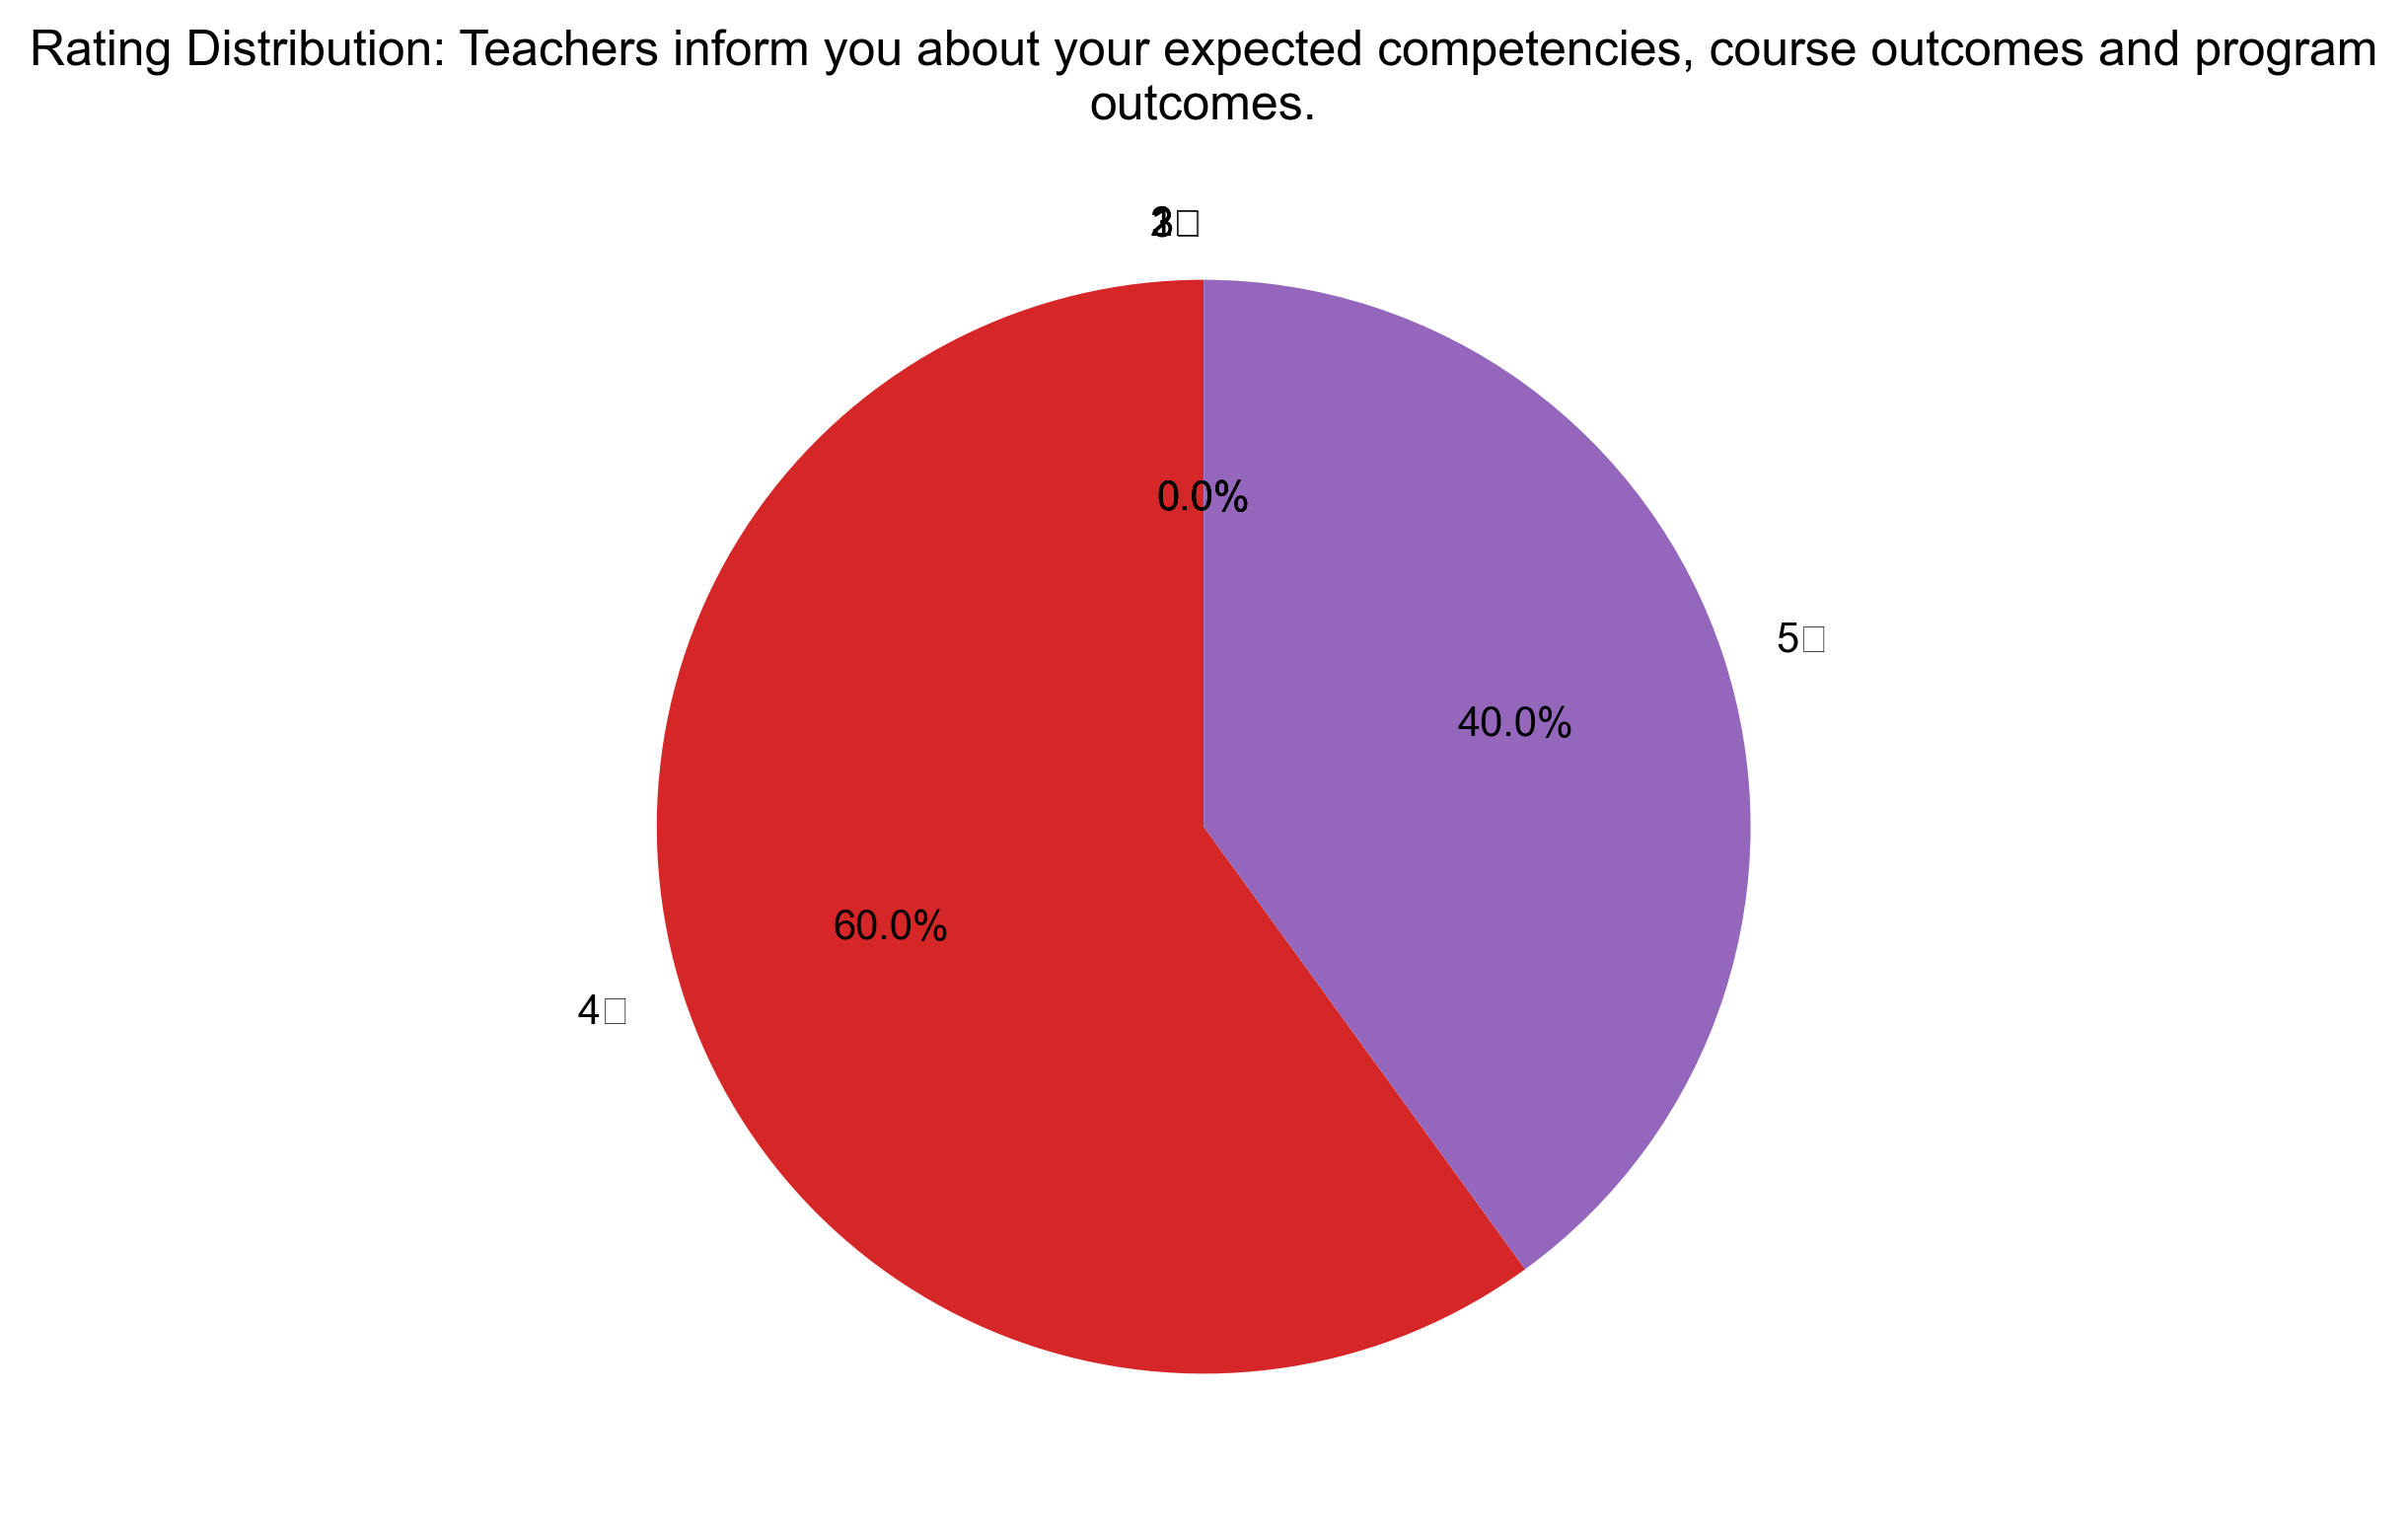 Rating Distribution: Teachers inform you about your expected competencies, course outcomes and program
outcomes.
0.0%
5□
40.0%
60.0%
4□